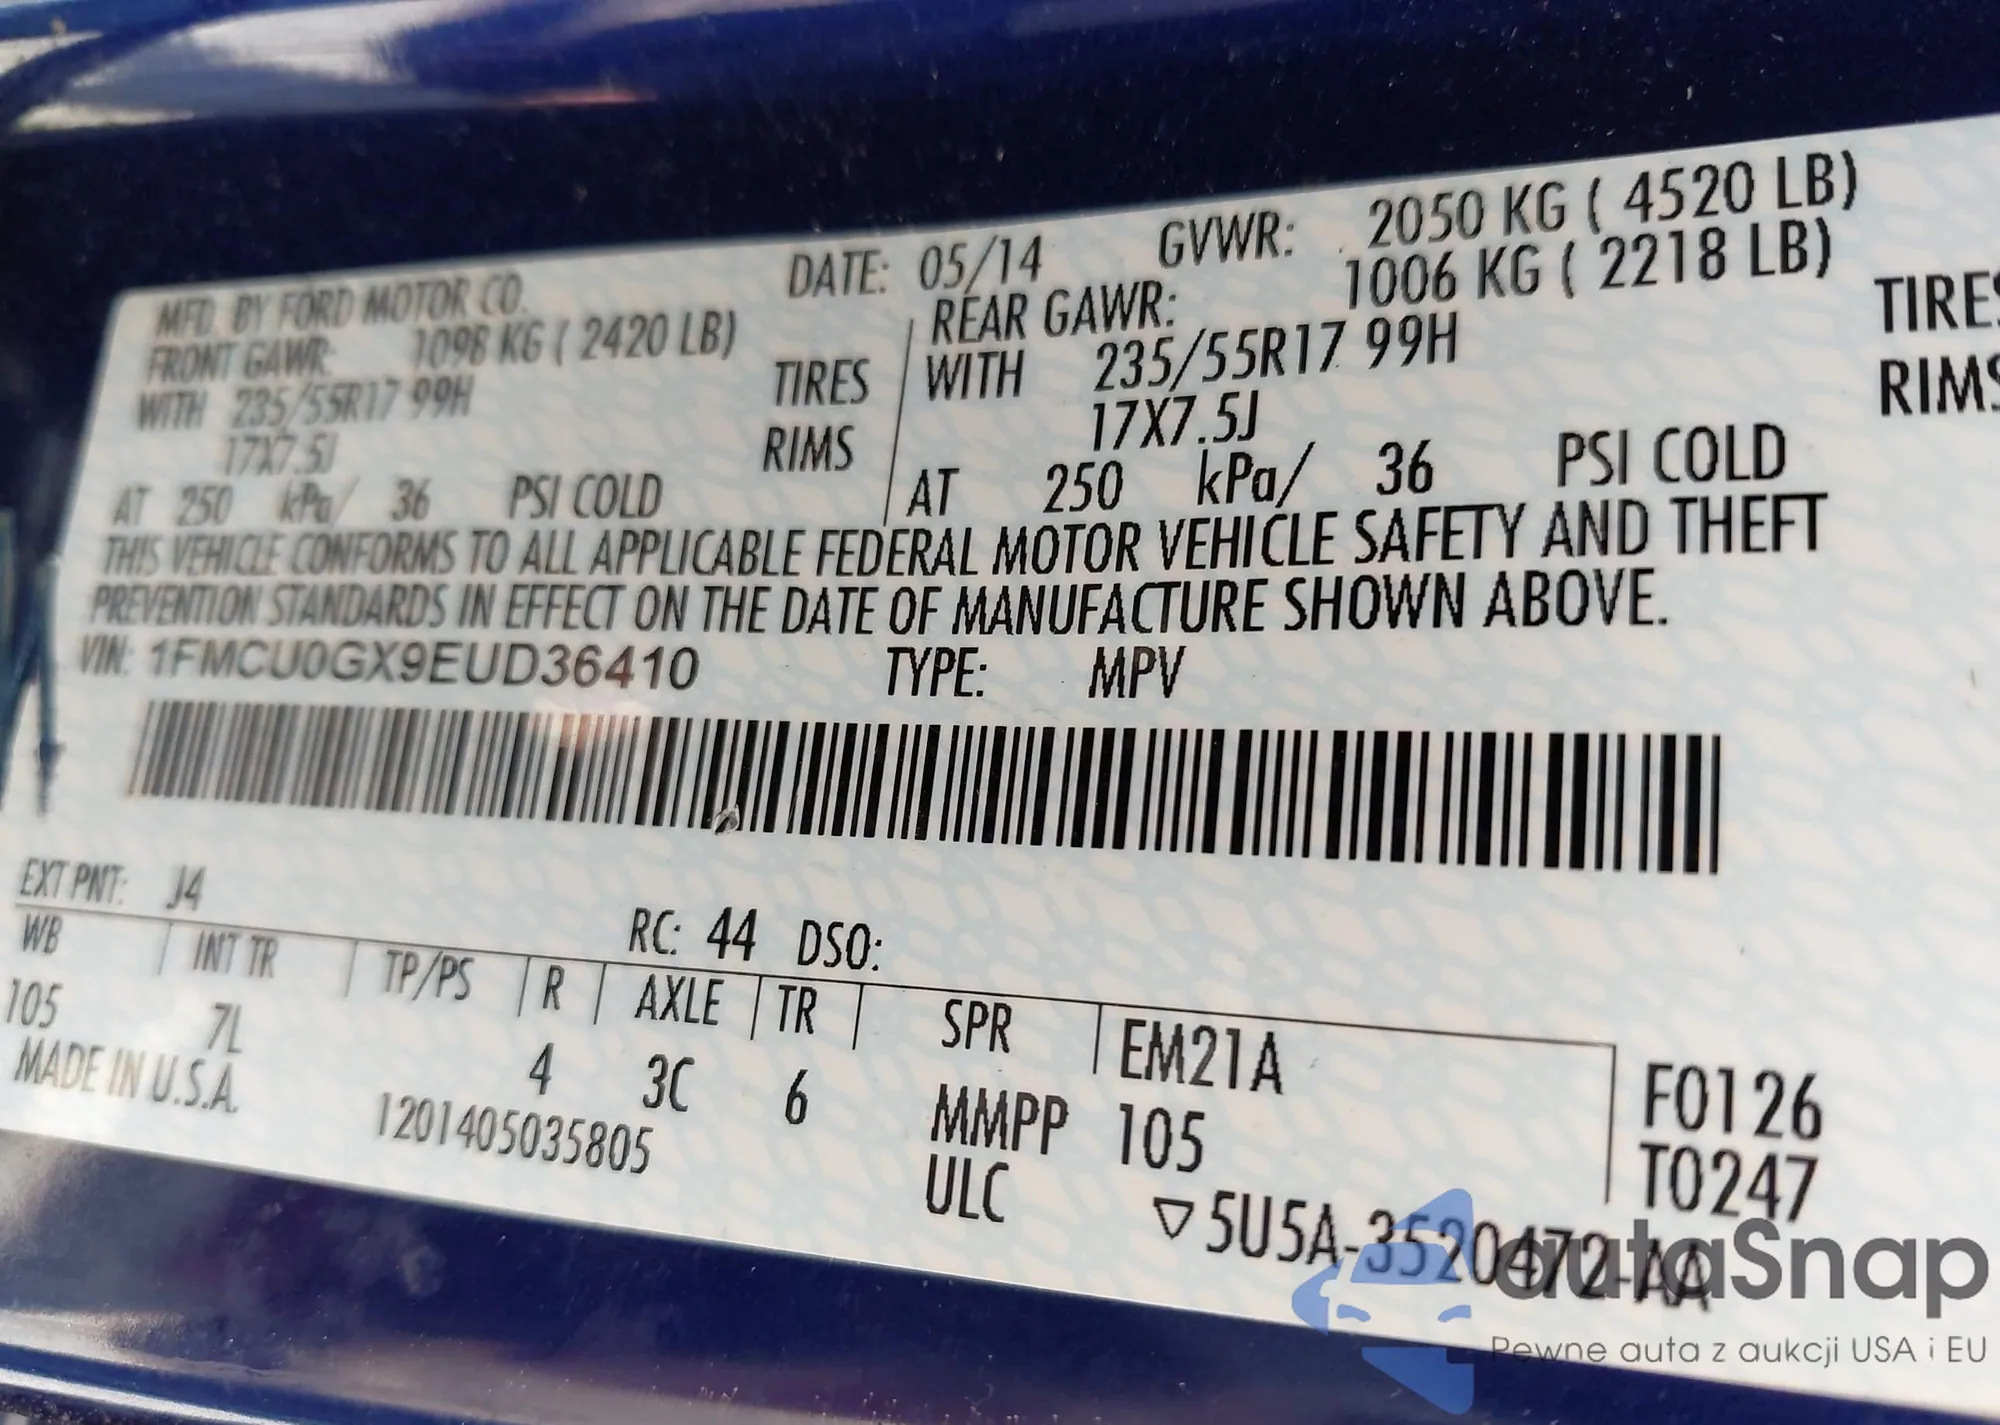 MFD. BY FORD MOTOR CO. DATE: 05/14 GVWR: 2050 KG ( 4520 LB)
FRONT GAWR: 1098 KG ( 2420 LB) REAR GAWR: 1006 KG ( 2218 LB)
WITH 235/55R17 99H TIRES WITH 235/55R17 99H TIRES
17X7.5J RIMS 17X7.5J RIMS
AT 250 kPa/ 36 PSI COLD AT 250 kPa/ 36 PSI COLD
THIS VEHICLE CONFORMS TO ALL APPLICABLE FEDERAL MOTOR VEHICLE SAFETY AND THEFT
PREVENTION STANDARDS IN EFFECT ON THE DATE OF MANUFACTURE SHOWN ABOVE.
VIN: 1FMCU0GX9EUD36410 TYPE: MPV
EXT PNT: J4 RC: 44 DSO:
WB INT TR TP/PS R AXLE TR SPR EM21A F0126
105 7L 4 3C 6 MMPP 105 T0247
MADE IN U.S.A. 1201405035805 ULC ▽5U5A-3520472-AA
autaSnap
Pewne auta z aukcji USA i EU